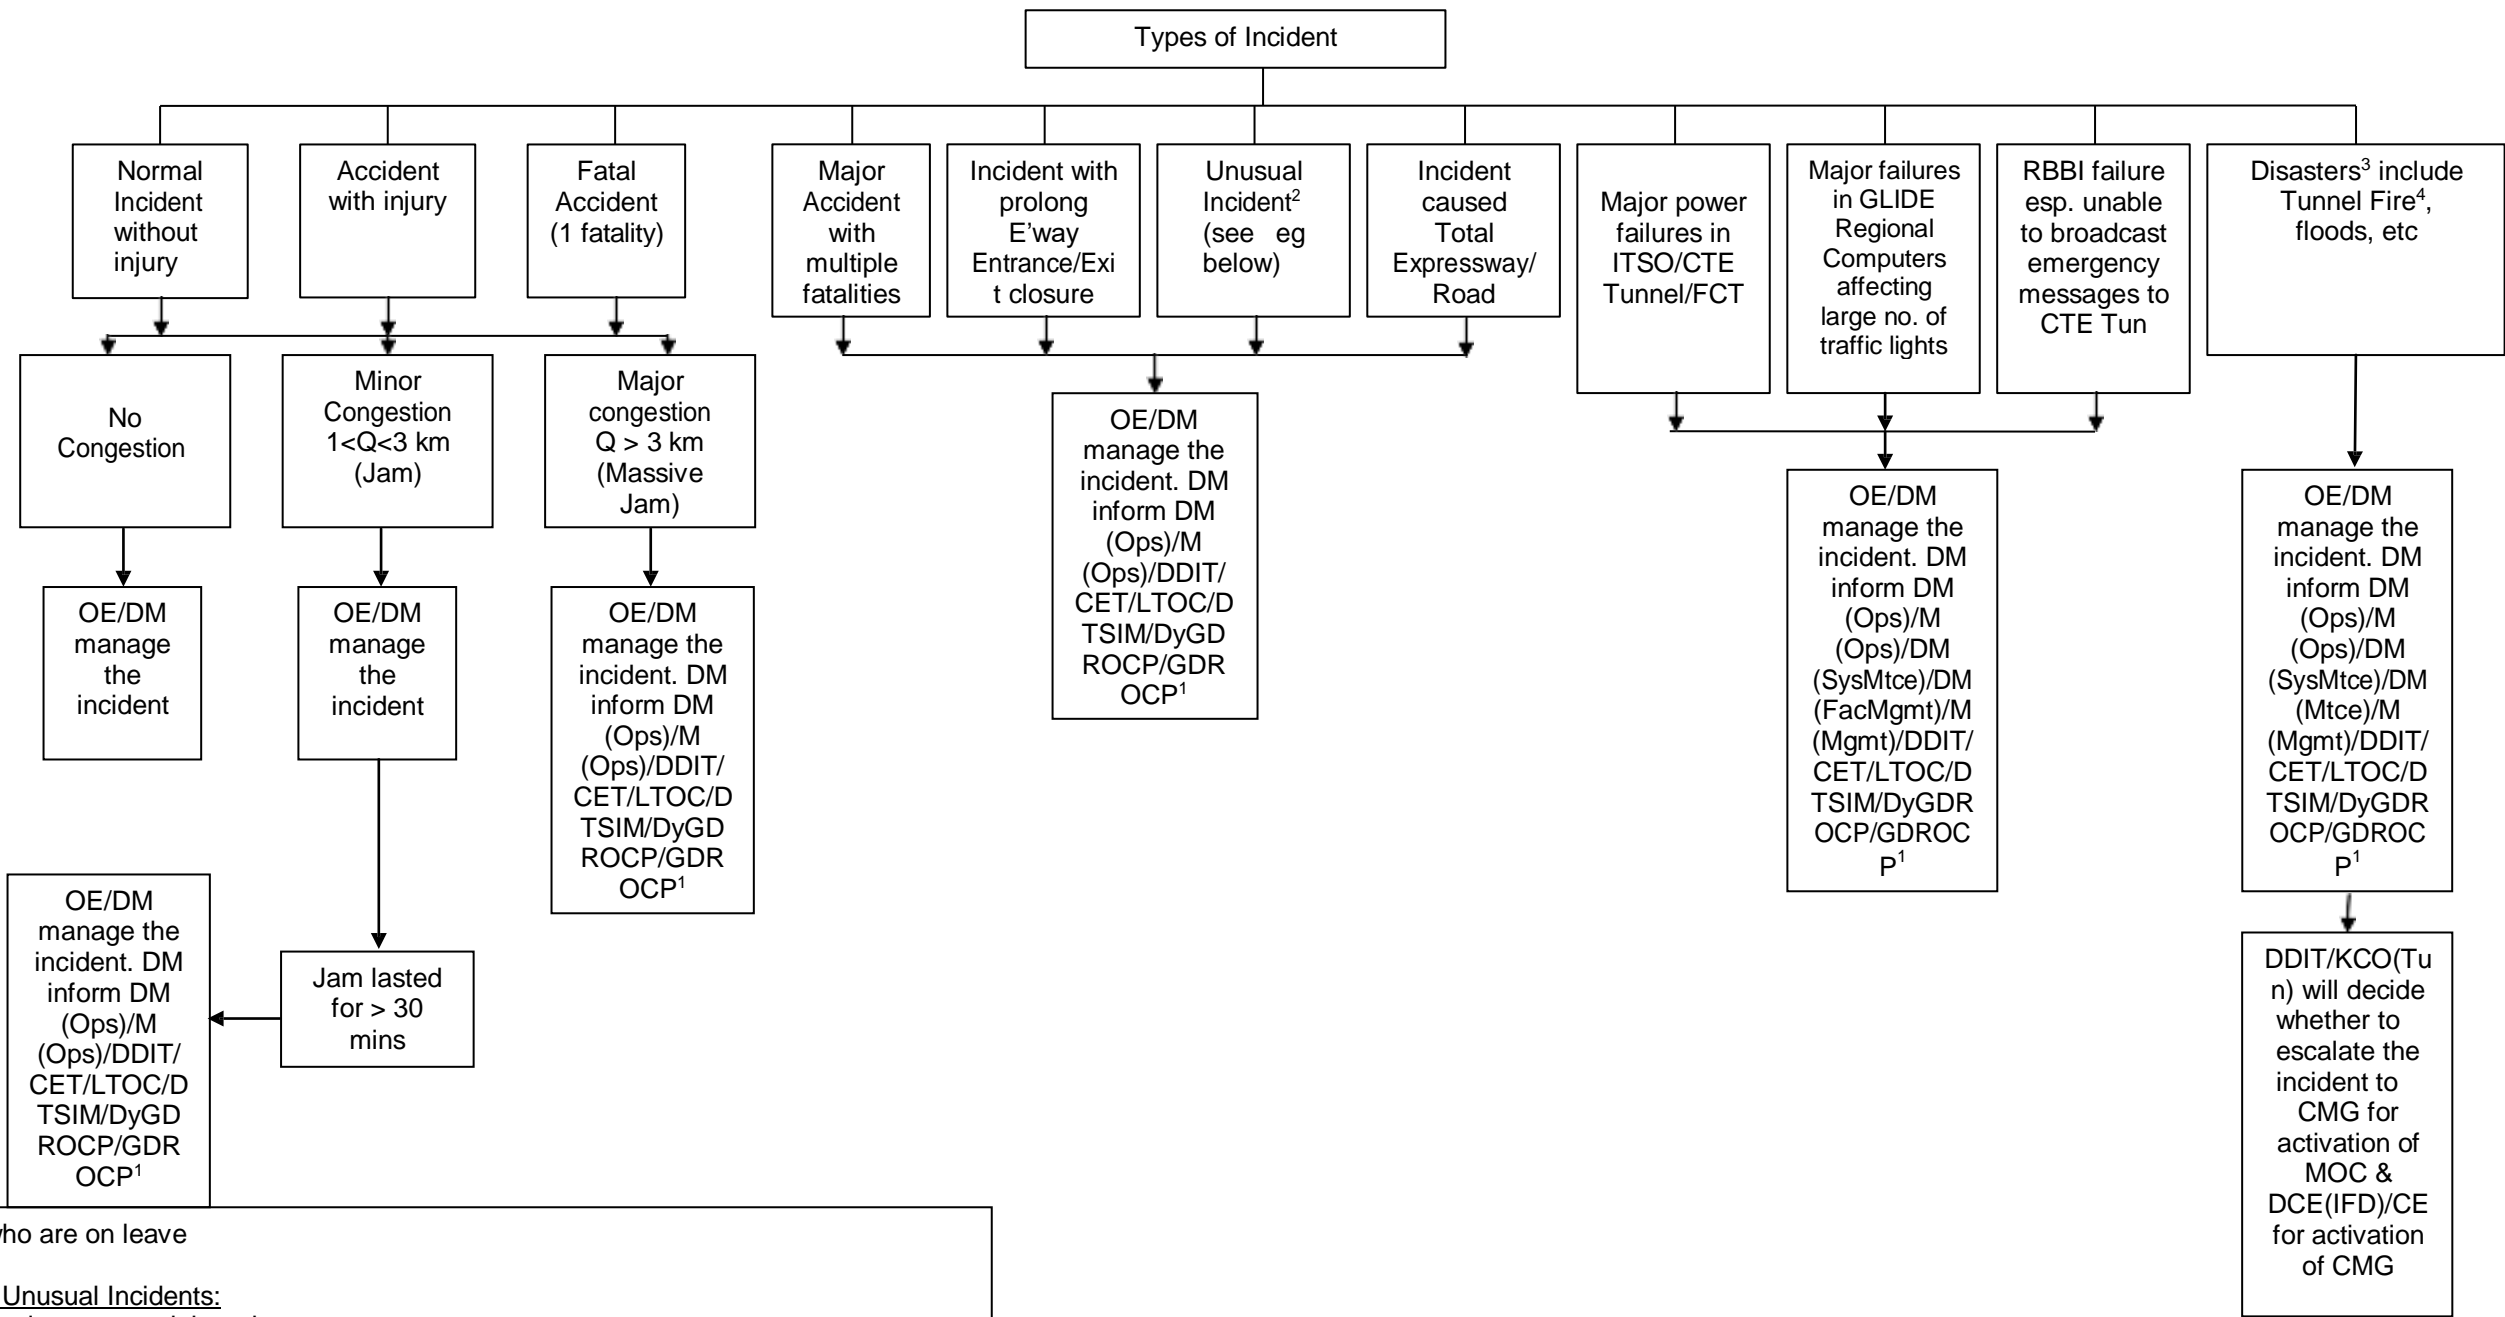 Types of Incident
Normal
Incident
without
injury
Accident
with injury
Fatal
Accident
(1 fatality)
Major
Accident
with
multiple
fatalities
Incident with
prolong
E'way
Entrance/Exi
t closure
Unusual
Incident²
(see eg
below)
Incident
caused
Total
Expressway/
Road
Major power
failures in
ITSO/CTE
Tunnel/FCT
Major failures
in GLIDE
Regional
Computers
affecting
large no. of
traffic lights
RBBI failure
esp. unable
to broadcast
emergency
messages to
CTE Tun
Disasters³ include
Tunnel Fire⁴,
floods, etc
No
Congestion
Minor
Congestion
1<Q<3 km
(Jam)
Major
congestion
Q > 3 km
(Massive
Jam)
OE/DM
manage the
incident. DM
inform DM
(Ops)/M
(Ops)/DDIT/
CET/LTOC/D
TSIM/DyGD
ROCP/GDR
OCP¹
OE/DM
manage the
incident. DM
inform DM
(Ops)/M
(Ops)/DM
(SysMtce)/DM
(FacMgmt)/M
(Mgmt)/DDIT/
CET/LTOC/D
TSIM/DyGDR
OCP/GDROC
P¹
OE/DM
manage the
incident. DM
inform DM
(Ops)/M
(Ops)/DM
(SysMtce)/DM
(Mtce)/M
(Mgmt)/DDIT/
CET/LTOC/D
TSIM/DyGDR
OCP/GDROC
P¹
OE/DM
manage
the
incident
OE/DM
manage
the
incident
OE/DM
manage the
incident. DM
inform DM
(Ops)/M
(Ops)/DDIT/
CET/LTOC/D
TSIM/DyGD
ROCP/GDR
OCP¹
OE/DM
manage the
incident. DM
inform DM
(Ops)/M
(Ops)/DDIT/
CET/LTOC/D
TSIM/DyGD
ROCP/GDR
OCP¹
Jam lasted
for > 30
mins
DDIT/KCO(Tu
n) will decide
whether to
escalate the
incident to
CMG for
activation of
MOC &
DCE(IFD)/CE
for activation
of CMG
who are on leave
Unusual Incidents: